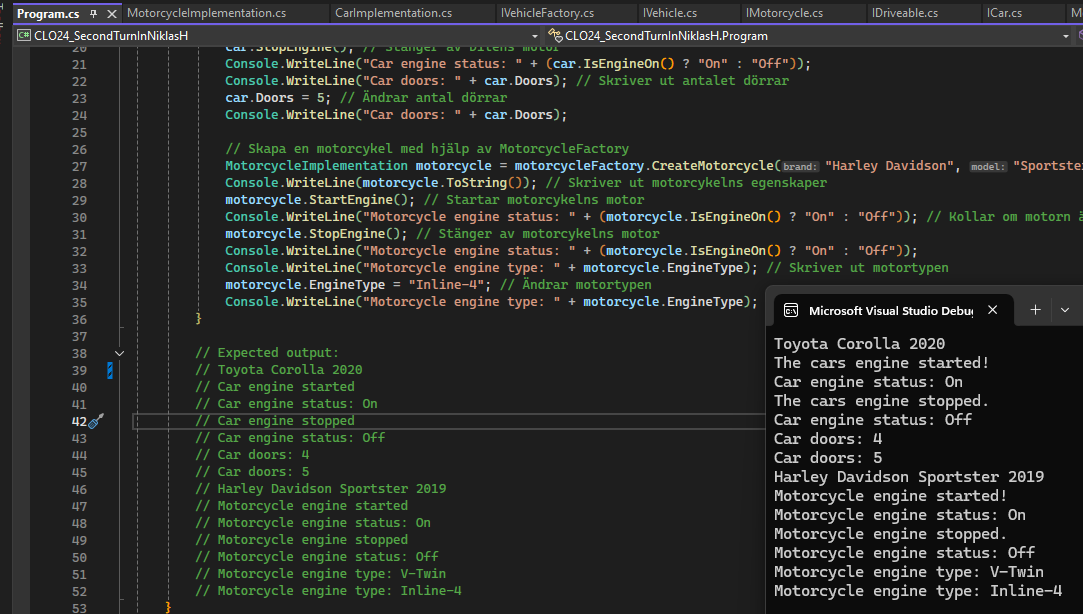 Program.cs MotorcycleImplementation.cs CarImplementation.cs IVehicleFactory.cs IVehicle.cs IMotorcycle.cs IDriveable.cs ICar.cs M
C# CLO24_SecondTurnInNiklasH CLO24_SecondTurnInNiklasH.Program
20 car.StopEngine(); // Stänger av bilens motor
21 Console.WriteLine("Car engine status: " + (car.IsEngineOn() ? "On" : "Off"));
22 Console.WriteLine("Car doors: " + car.Doors); // Skriver ut antalet dörrar
23 car.Doors = 5; // Ändrar antal dörrar
24 Console.WriteLine("Car doors: " + car.Doors);
25
26 // Skapa en motorcykel med hjälp av MotorcycleFactory
27 MotorcycleImplementation motorcycle = motorcycleFactory.CreateMotorcycle(brand: "Harley Davidson", model: "Sportste
28 Console.WriteLine(motorcycle.ToString()); // Skriver ut motorcykelns egenskaper
29 motorcycle.StartEngine(); // Startar motorcykelns motor
30 Console.WriteLine("Motorcycle engine status: " + (motorcycle.IsEngineOn() ? "On" : "Off")); // Kollar om motorn ä
31 motorcycle.StopEngine(); // Stänger av motorcykelns motor
32 Console.WriteLine("Motorcycle engine status: " + (motorcycle.IsEngineOn() ? "On" : "Off"));
33 Console.WriteLine("Motorcycle engine type: " + motorcycle.EngineType); // Skriver ut motortypen
34 motorcycle.EngineType = "Inline-4"; // Ändrar motortypen
35 Console.WriteLine("Motorcycle engine type: " + motorcycle.EngineType);
36 }
37
38 // Expected output:
39 // Toyota Corolla 2020
40 // Car engine started
41 // Car engine status: On
42 // Car engine stopped
43 // Car engine status: Off
44 // Car doors: 4
45 // Car doors: 5
46 // Harley Davidson Sportster 2019
47 // Motorcycle engine started
48 // Motorcycle engine status: On
49 // Motorcycle engine stopped
50 // Motorcycle engine status: Off
51 // Motorcycle engine type: V-Twin
52 // Motorcycle engine type: Inline-4
53 }
Microsoft Visual Studio Debug
Toyota Corolla 2020
The cars engine started!
Car engine status: On
The cars engine stopped.
Car engine status: Off
Car doors: 4
Car doors: 5
Harley Davidson Sportster 2019
Motorcycle engine started!
Motorcycle engine status: On
Motorcycle engine stopped.
Motorcycle engine status: Off
Motorcycle engine type: V-Twin
Motorcycle engine type: Inline-4